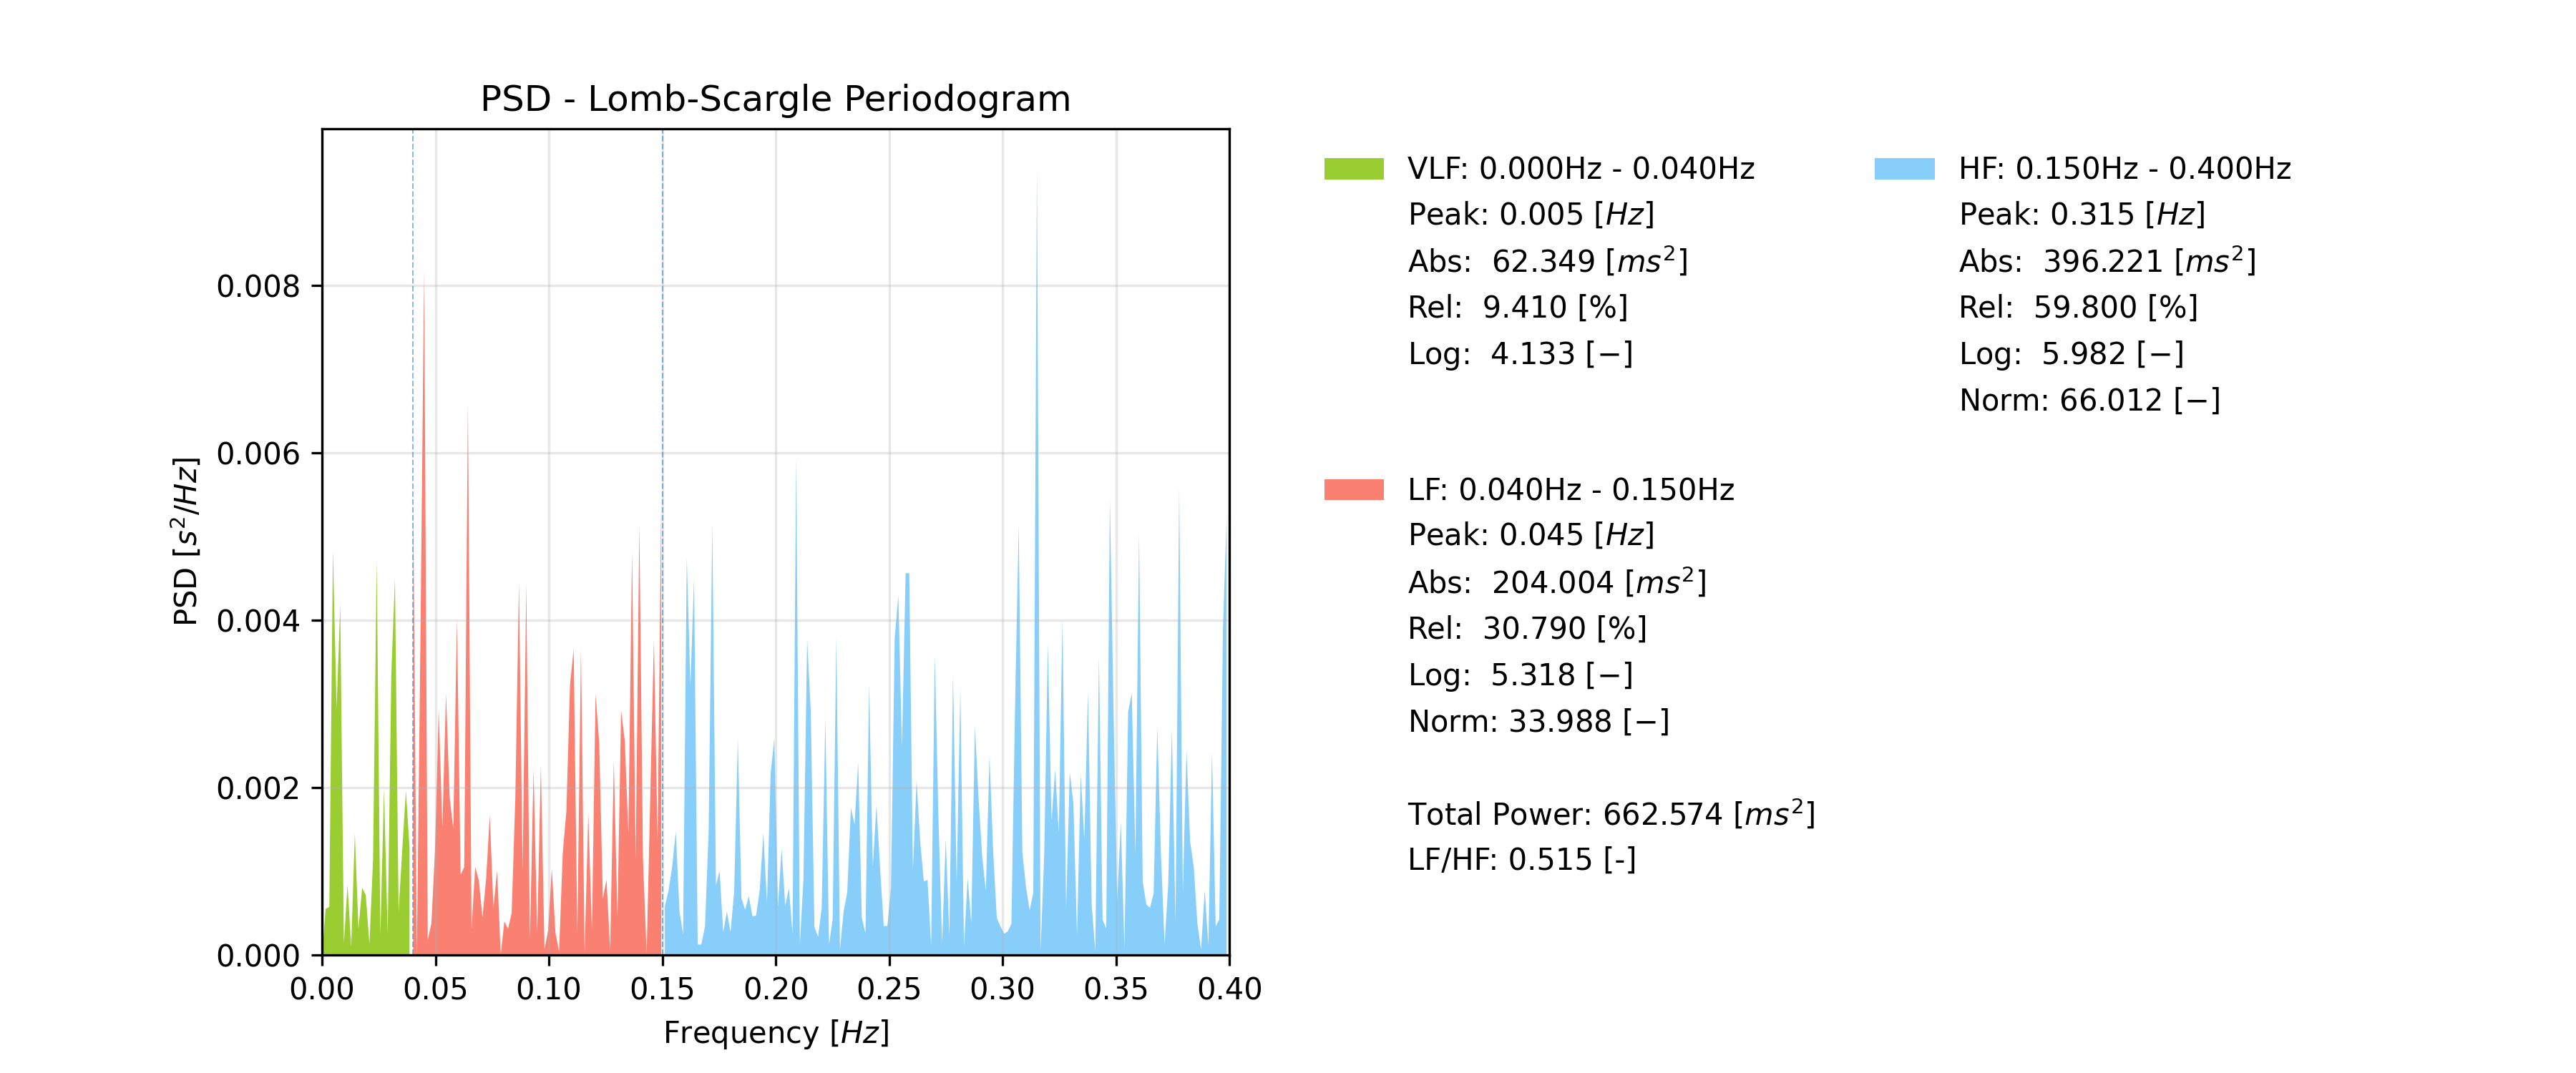 PSD - Lomb-Scargle Periodogram
PSD [s²/Hz]
0.008
0.006
0.004
0.002
0.000
0.00 0.05 0.10 0.15 0.20 0.25 0.30 0.35 0.40
Frequency [Hz]
VLF: 0.000Hz - 0.040Hz
Peak: 0.005 [Hz]
Abs: 62.349 [ms²]
Rel: 9.410 [%]
Log: 4.133 [−]
LF: 0.040Hz - 0.150Hz
Peak: 0.045 [Hz]
Abs: 204.004 [ms²]
Rel: 30.790 [%]
Log: 5.318 [−]
Norm: 33.988 [−]
Total Power: 662.574 [ms²]
LF/HF: 0.515 [-]
HF: 0.150Hz - 0.400Hz
Peak: 0.315 [Hz]
Abs: 396.221 [ms²]
Rel: 59.800 [%]
Log: 5.982 [−]
Norm: 66.012 [−]